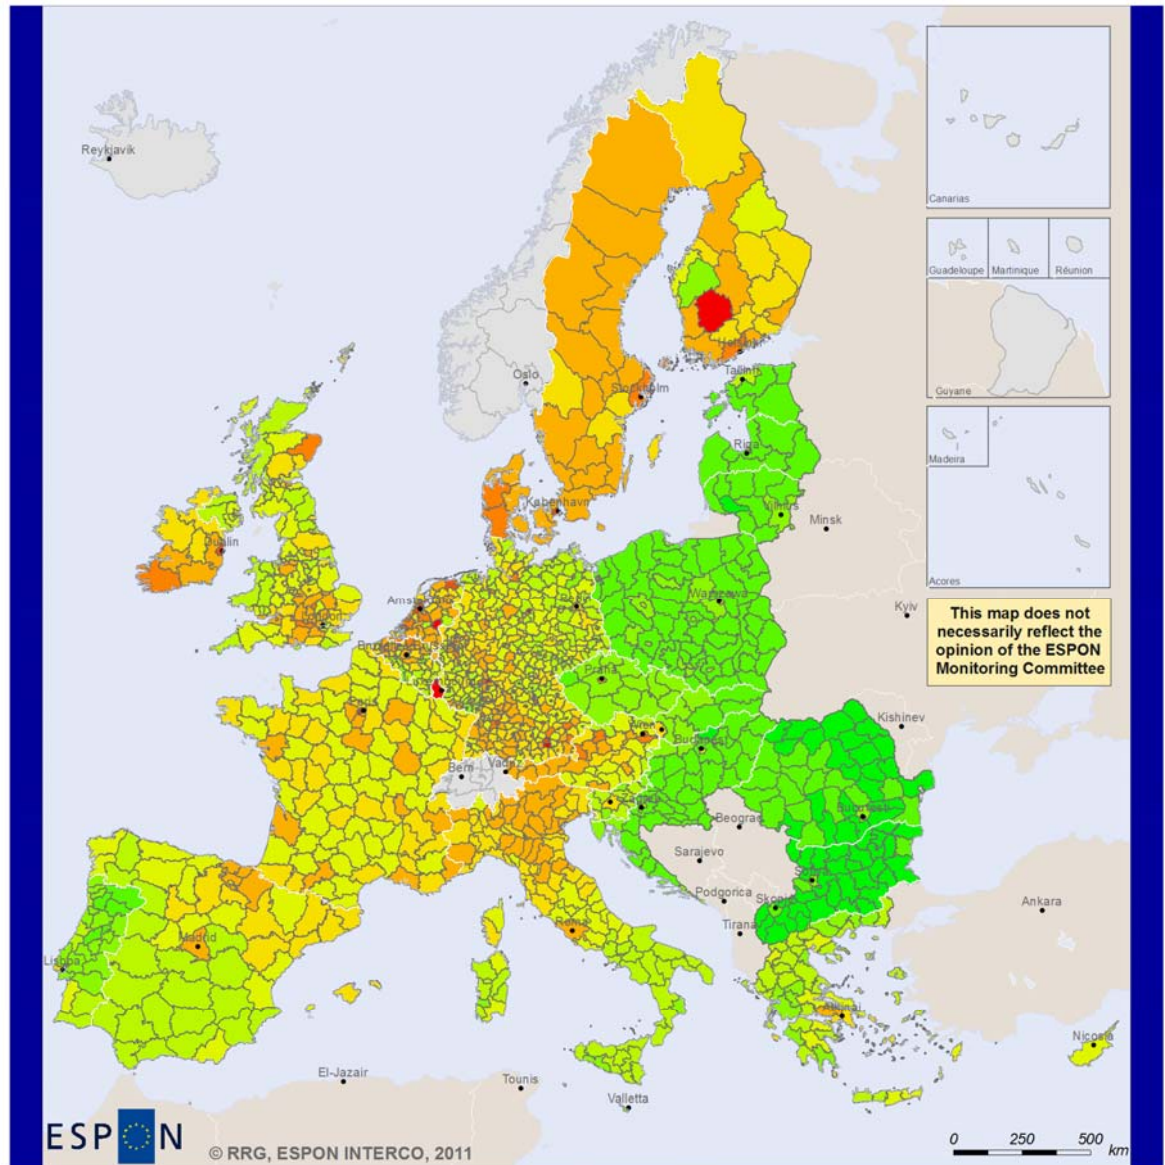 Reykjavik
Canarias
Guadeloupe
Martinique
Réunion
Guyane
Madeira
Acores
Oslo
Stockholm
Helsinki
Tallinn
Riga
København
Vilnius
Minsk
Dublin
London
Amsterdam
Berlin
Warszawa
Kyiv
This map does not
necessarily reflect the
opinion of the ESPON
Monitoring Committee
Praha
Paris
Kishinev
Wien
Budapest
Bern
Vaduz
Zagreb
Bucuresti
Beograd
Sarajevo
Sofia
Podgorica
Skopje
Ankara
Tirana
Roma
Madrid
Lisboa
Athinai
Nicosia
El-Jazair
Tounis
Valletta
ESPON
© RRG, ESPON INTERCO, 2011
0 250 500
km